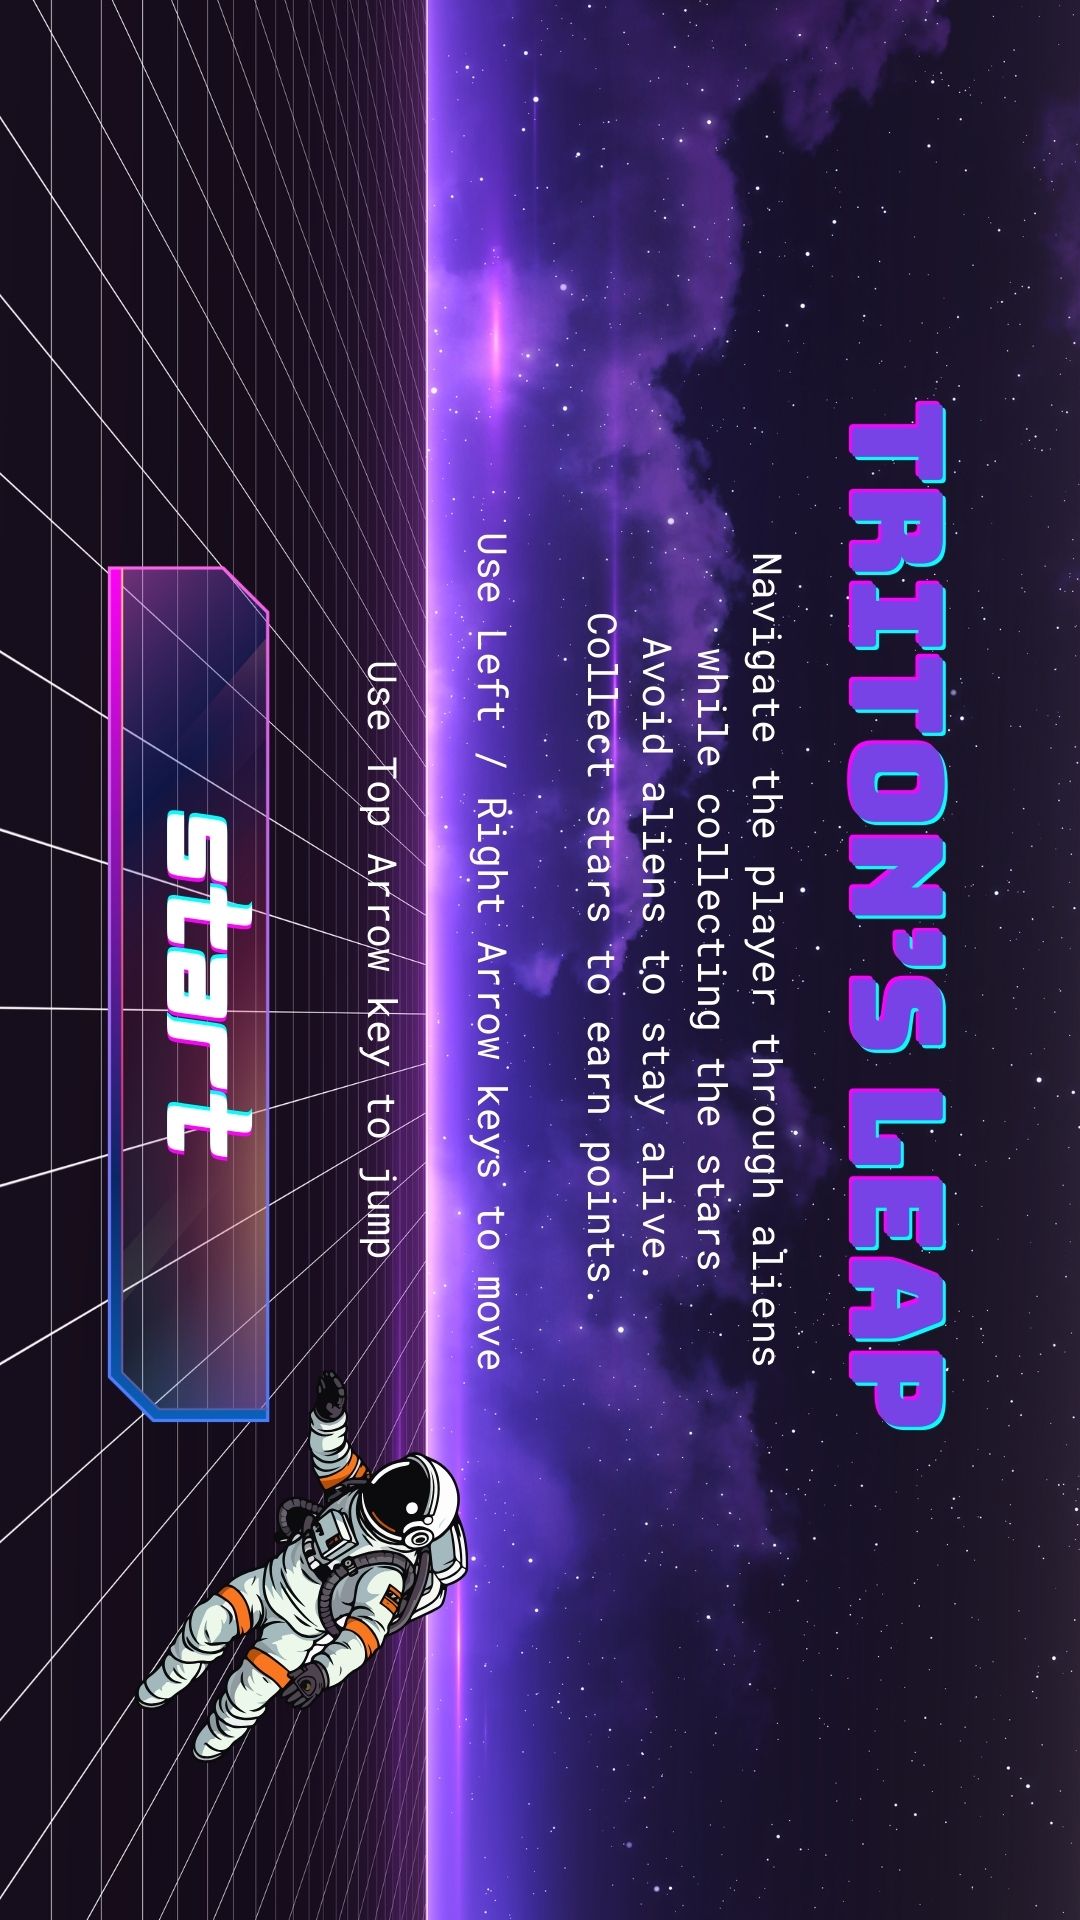 TRITON'S LEAP
Navigate the player through aliens
while collecting the stars
Avoid aliens to stay alive.
Collect stars to earn points.
Use Left / Right Arrow keys to move
Use Top Arrow key to jump
start